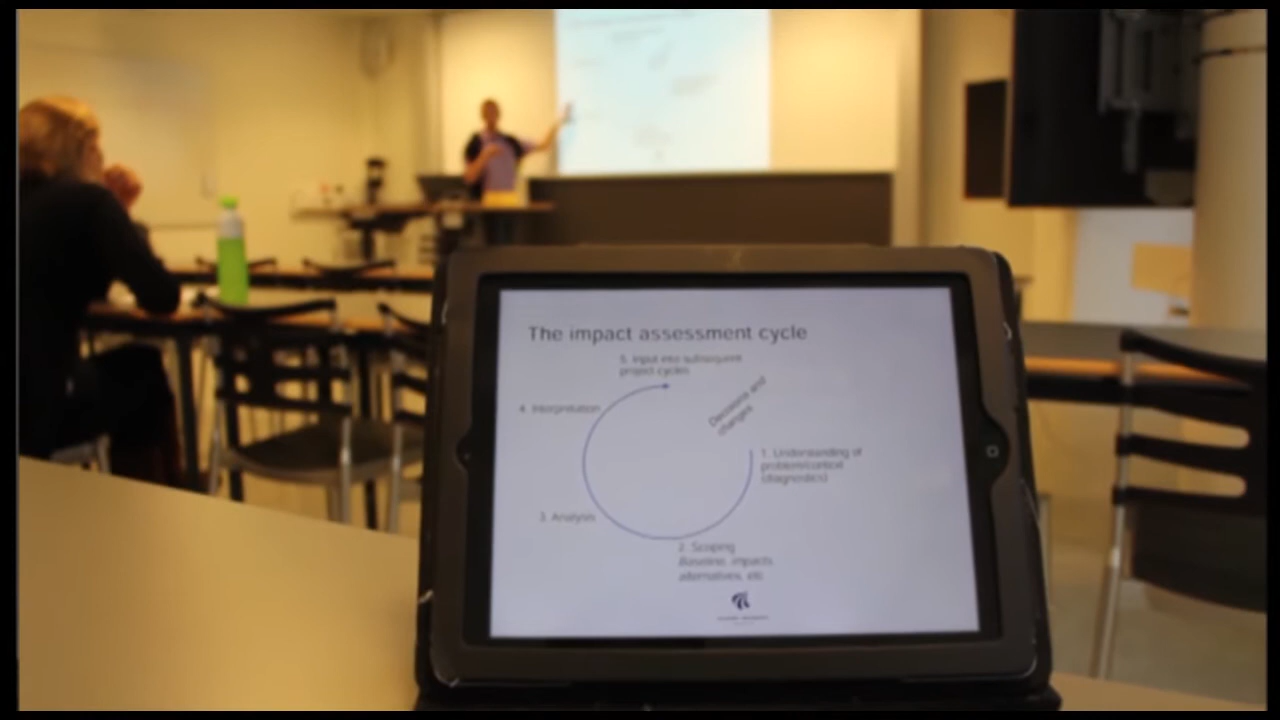 The impact assessment cycle
5. Input into subsequent
project cycles
Decisions and
changes
4. Interpretation
1. Understanding of
problem/context
(diagnostics)
3. Analysis
2. Scoping
Baseline, impacts,
alternatives, etc